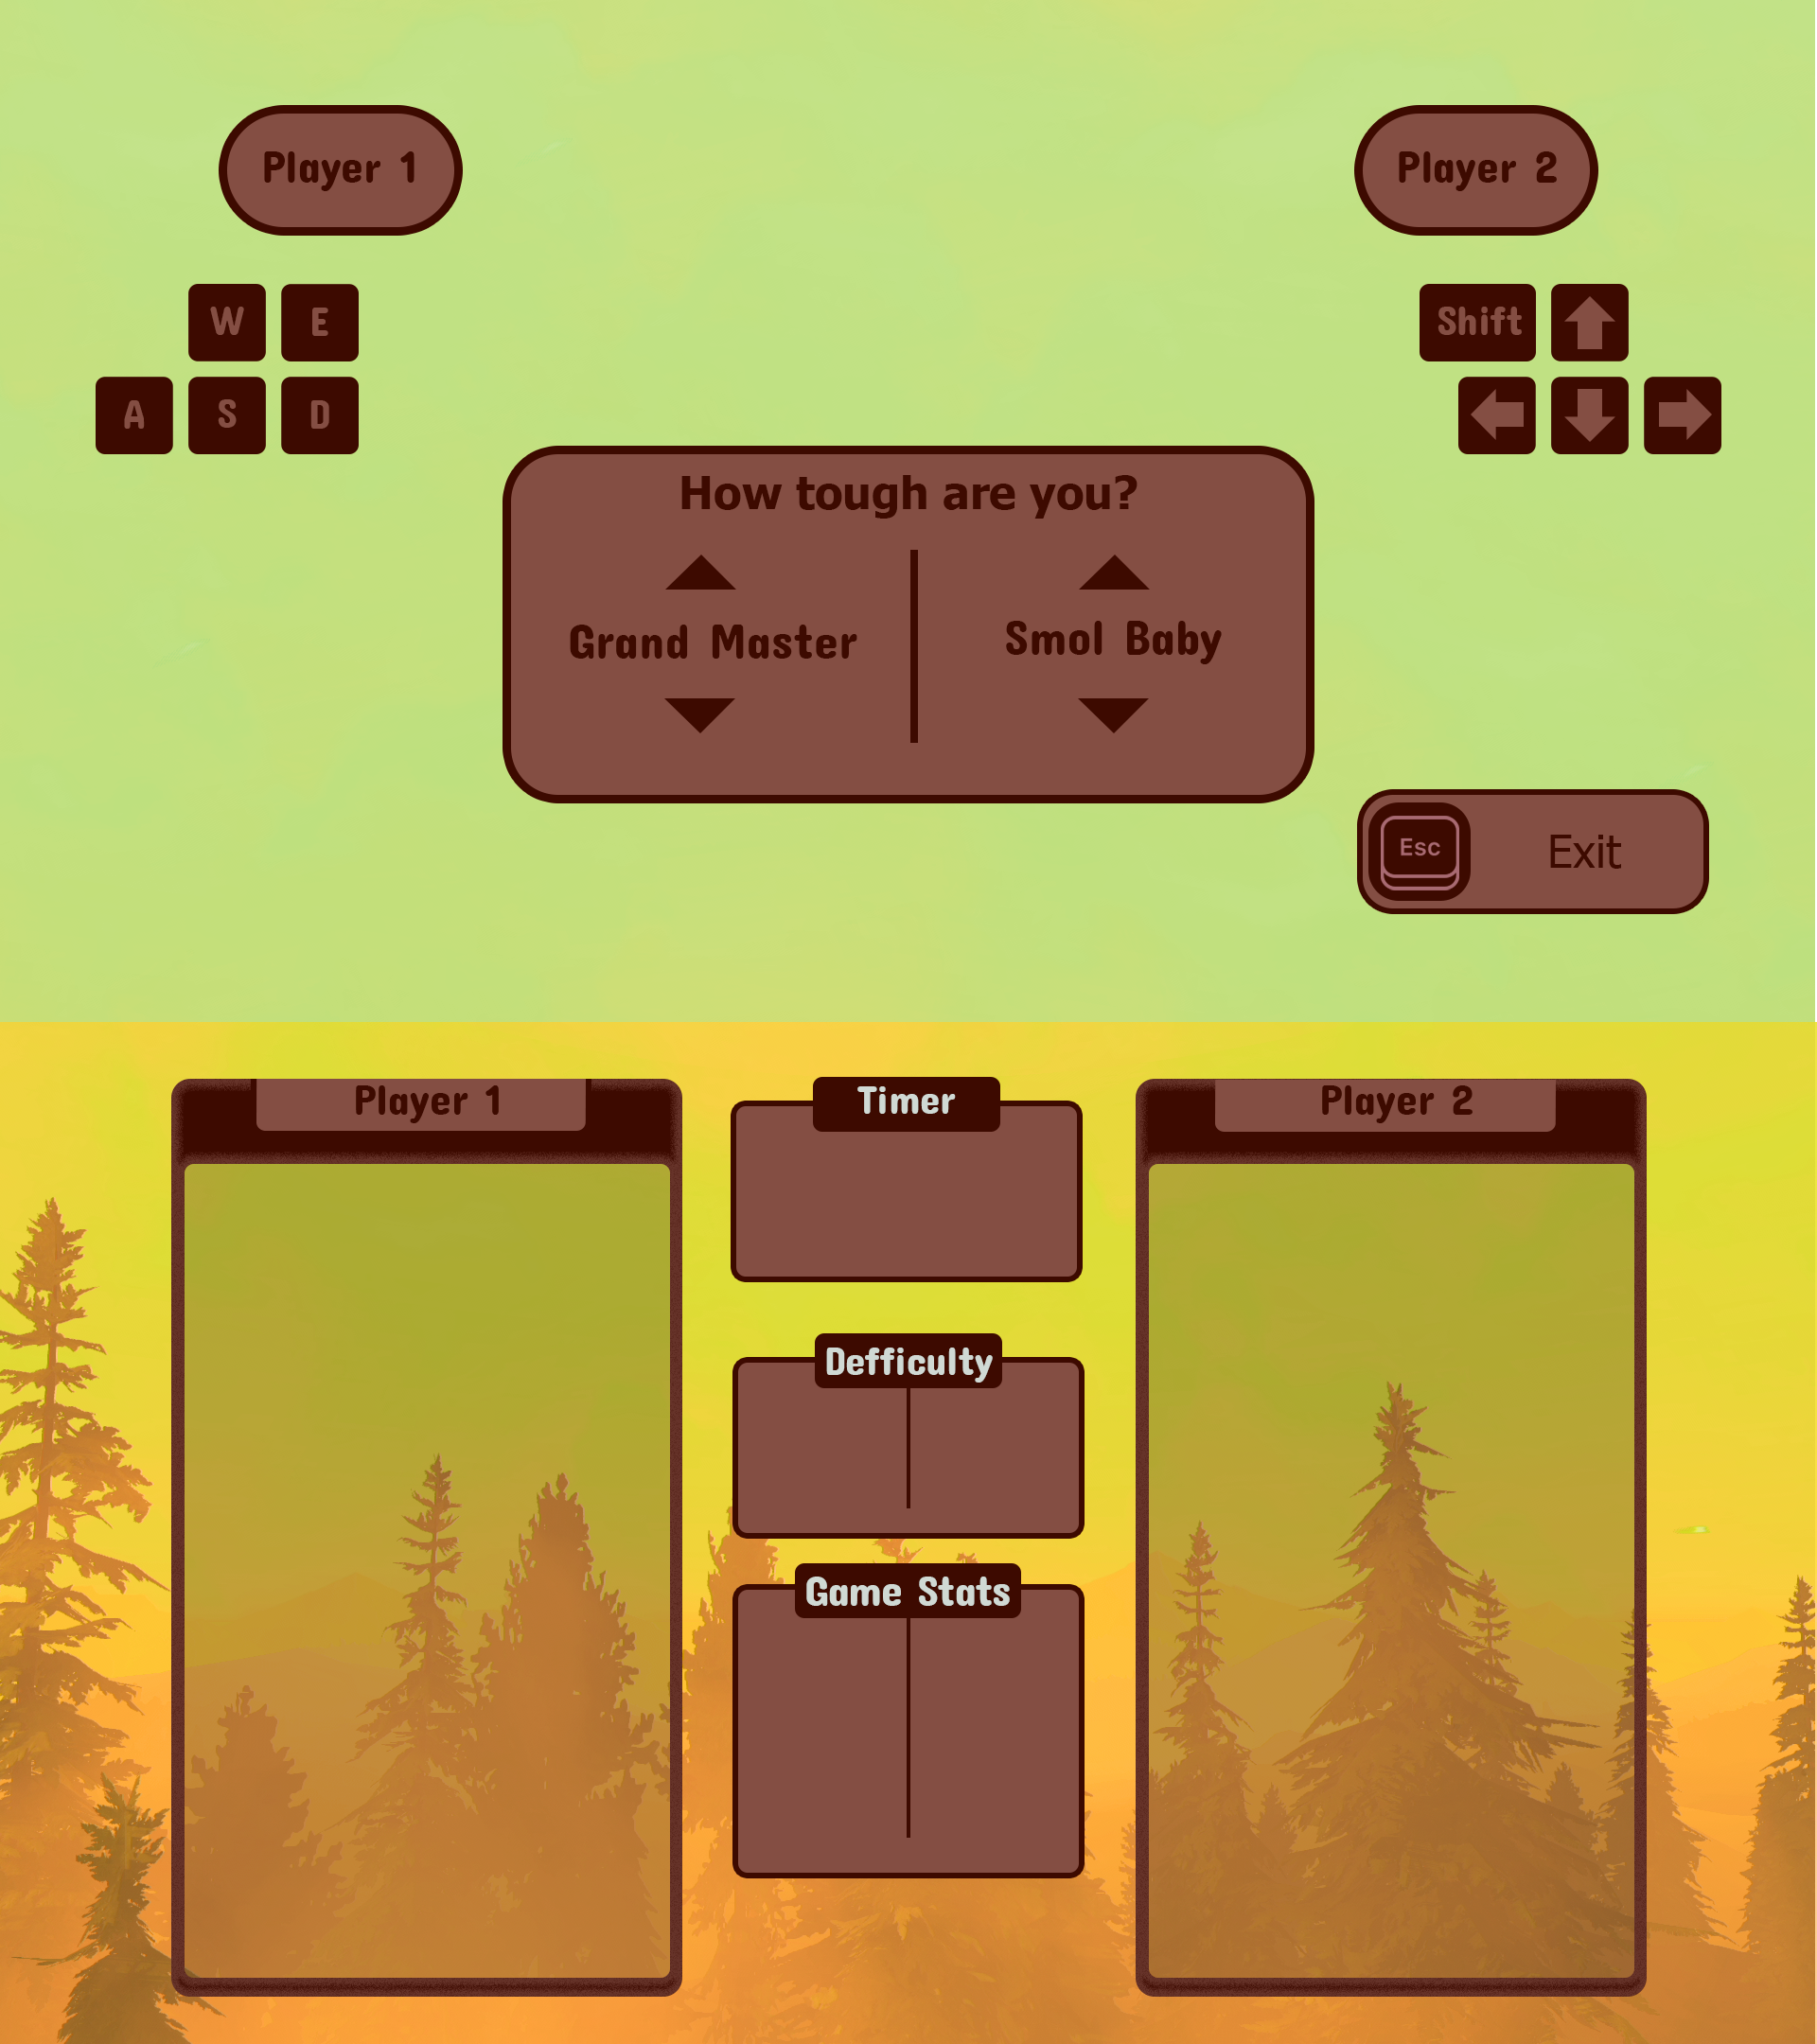 Player 1
Player 2
W E
Shift
A S D
How tough are you?
Grand Master
Smol Baby
Esc
Exit
Player 1
Timer
Player 2
Defficulty
Game Stats